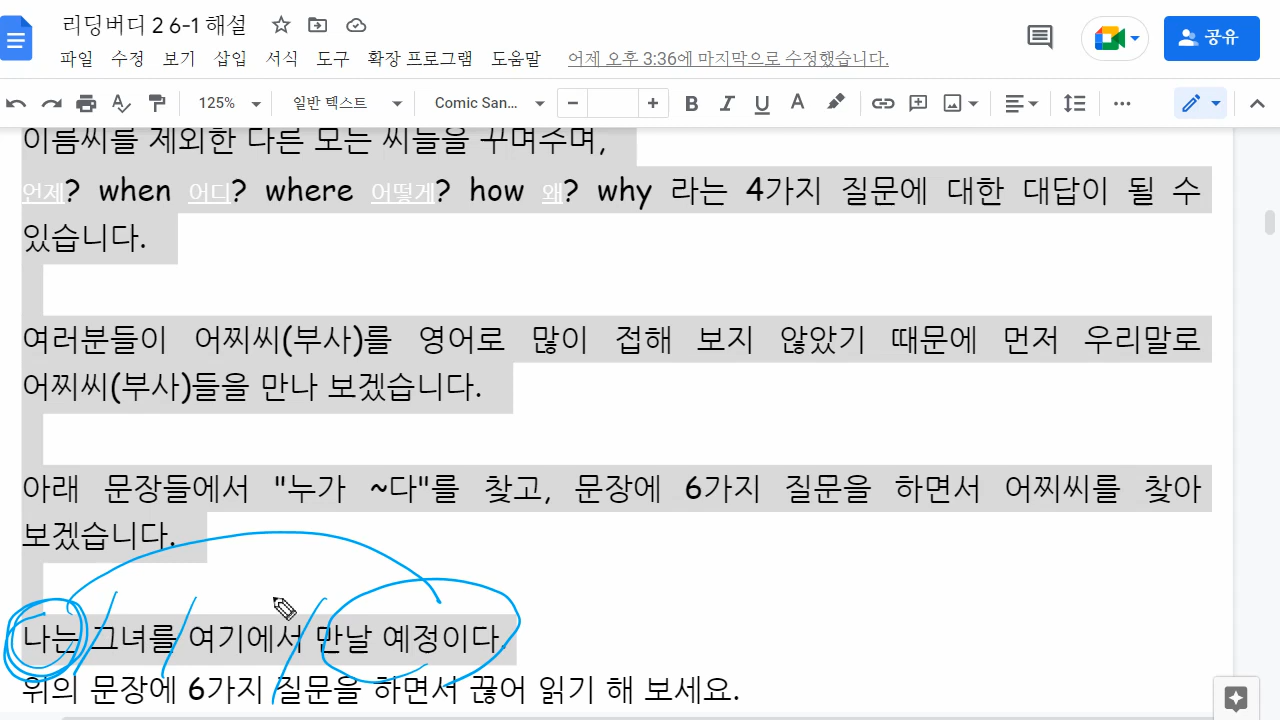 리딩버디 2 6-1 해설
공유
파일 수정 보기 삽입 서식 도구 확장 프로그램 도움말 어제 오후 3:36에 마지막으로 수정했습니다.
125% 일반 텍스트 Comic San... − + B I U A
이름씨를 제외한 다른 모든 씨들을 꾸며주며,
언제? when 어디? where 어떻게? how 왜? why 라는 4가지 질문에 대한 대답이 될 수
있습니다.
여러분들이 어찌씨(부사)를 영어로 많이 접해 보지 않았기 때문에 먼저 우리말로
어찌씨(부사)들을 만나 보겠습니다.
아래 문장들에서 "누가 ~다"를 찾고, 문장에 6가지 질문을 하면서 어찌씨를 찾아
보겠습니다.
나는 그녀를 여기에서 만날 예정이다.
위의 문장에 6가지 질문을 하면서 끊어 읽기 해 보세요.